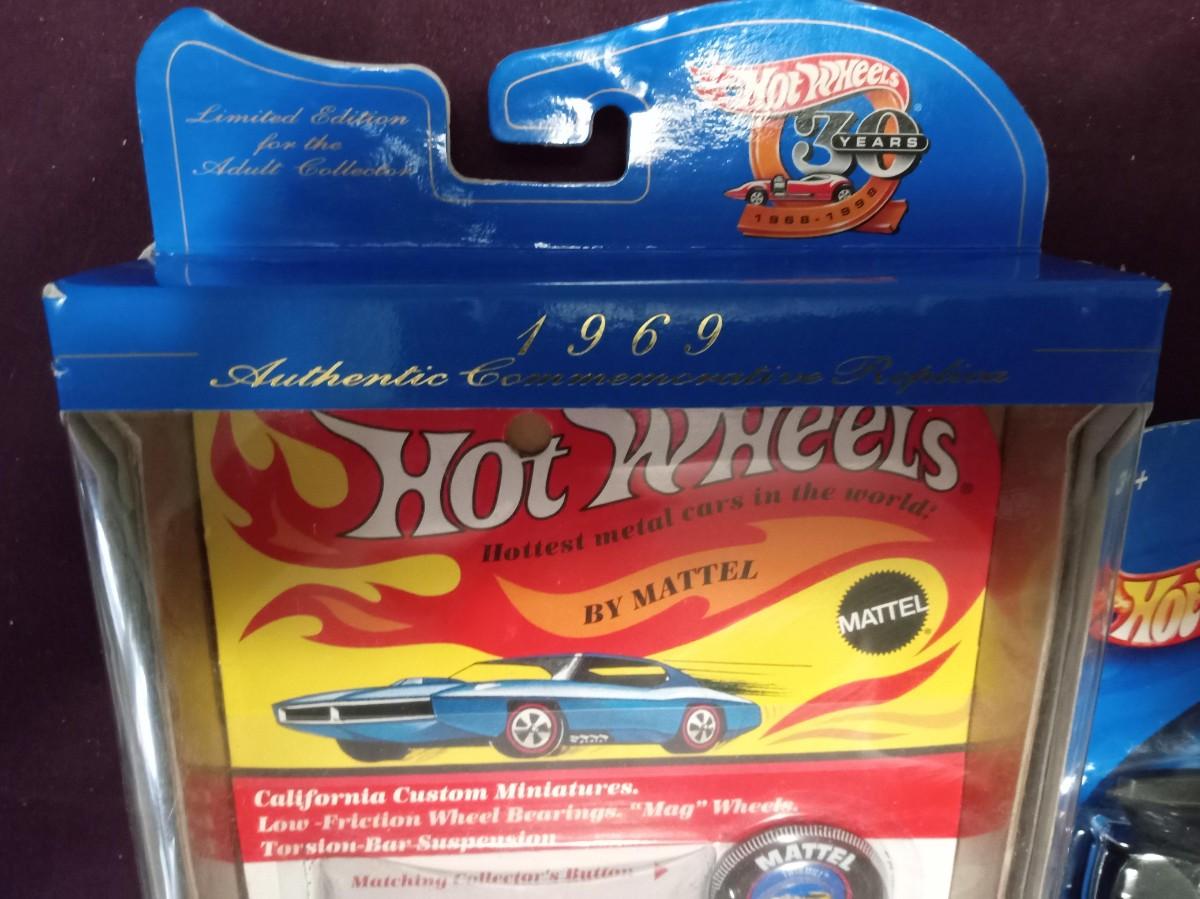 Limited Edition
for the
Adult Collector
Hot Wheels
30
YEARS
1968-1998
1969
Authentic Commemorative Replica
Hot Wheels
Hottest metal cars in the world!
BY MATTEL
MATTEL
California Custom Miniatures.
Low-Friction Wheel Bearings. "Mag" Wheels.
Torsion-Bar Suspension
Matching Collector's Button
MATTEL
3+